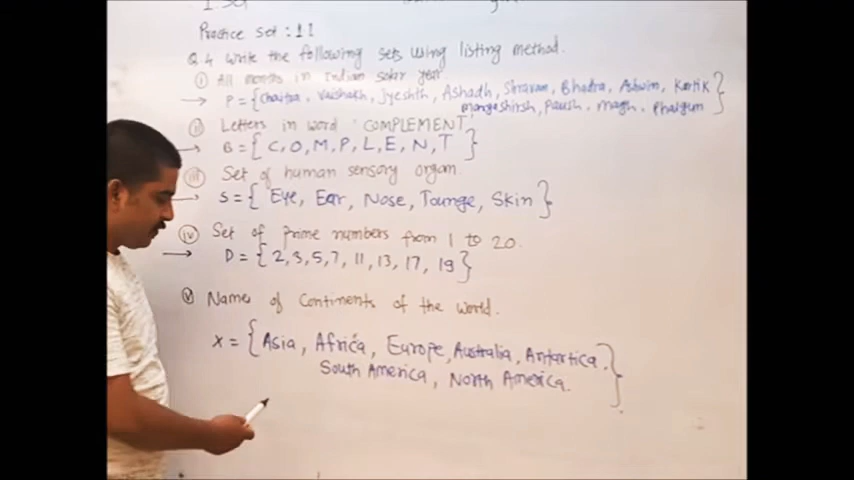 Practice set : 11
Q 4 Write the following sets using listing method.
(i) All months in Indian solar year.
→ P = {Chaitra, Vaishakh, Jyeshth, Ashadh, Shravan, Bhadra, Ashwin, Kartik
Margashirsh, Paush, Magh, Phalgun}
(ii) Letters in word 'COMPLEMENT'
→ B = {C, O, M, P, L, E, N, T}
(iii) Set of human sensory organ.
→ S = {Eye, Ear, Nose, Tounge, Skin}
(iv) Set of prime numbers from 1 to 20.
→ D = {2, 3, 5, 7, 11, 13, 17, 19}
(v) Names of Continents of the world.
X = {Asia, Africa, Europe, Australia, Antartica,
South America, North America.}